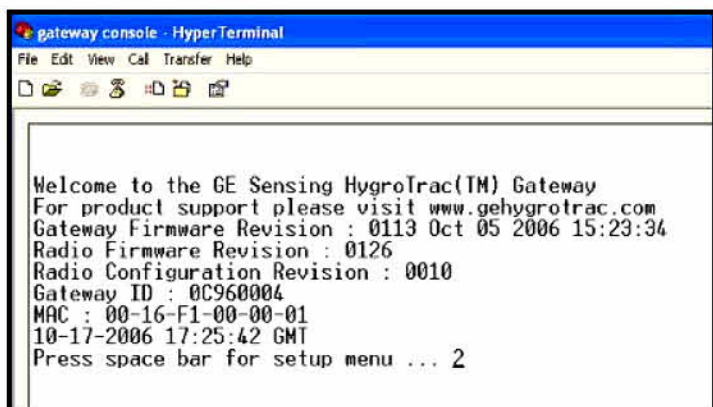 gateway console - HyperTerminal
File Edit View Call Transfer Help
Welcome to the GE Sensing HygroTrac(TM) Gateway
For product support please visit www.gehygrotrac.com
Gateway Firmware Revision : 0113 Oct 05 2006 15:23:34
Radio Firmware Revision : 0126
Radio Configuration Revision : 0010
Gateway ID : 0C960004
MAC : 00-16-F1-00-00-01
10-17-2006 17:25:42 GMT
Press space bar for setup menu ... 2